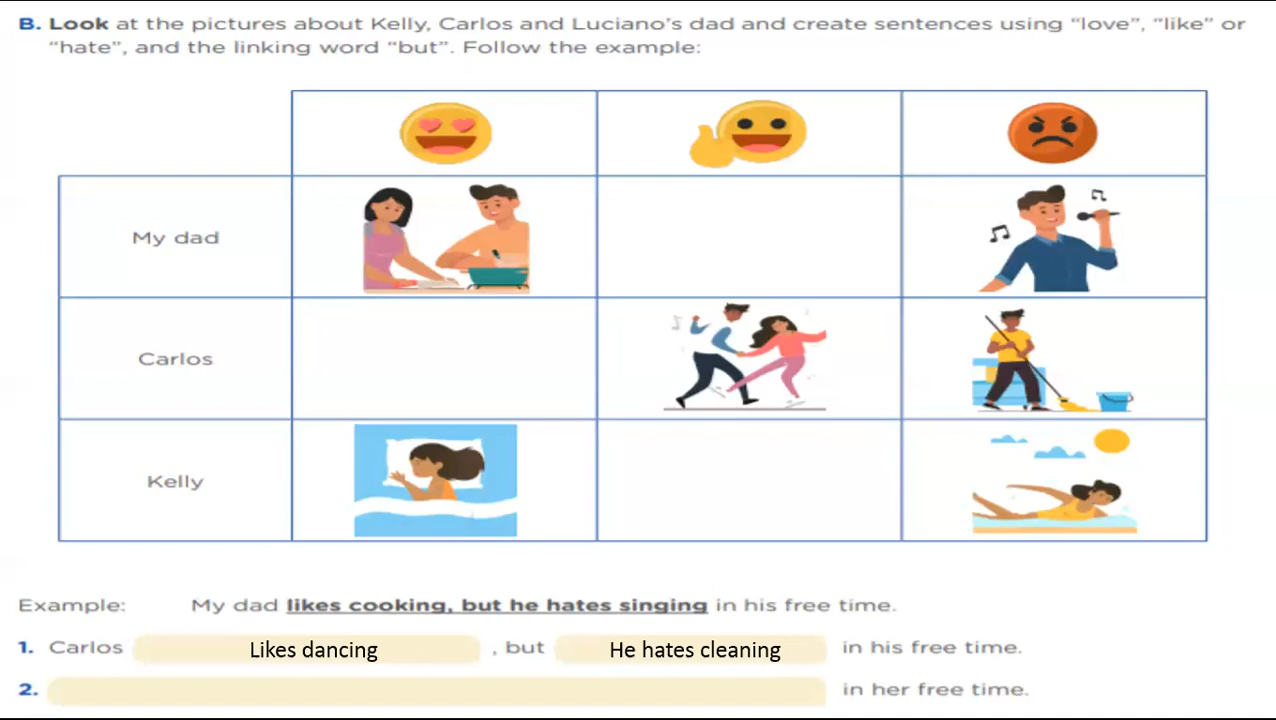 B. Look at the pictures about Kelly, Carlos and Luciano's dad and create sentences using "love", "like" or
"hate", and the linking word "but". Follow the example:
My dad
Carlos
Kelly
Example: My dad likes cooking, but he hates singing in his free time.
1. Carlos Likes dancing , but He hates cleaning in his free time.
2. in her free time.